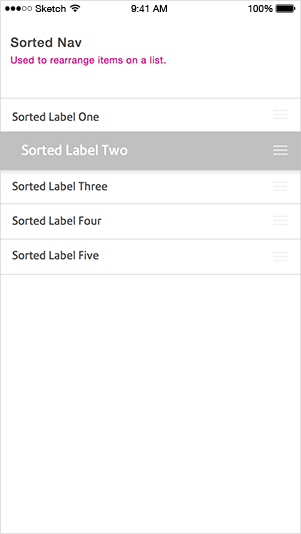 Sketch 9:41 AM 100%
Sorted Nav
Used to rearrange items on a list.
Sorted Label One
Sorted Label Two
Sorted Label Three
Sorted Label Four
Sorted Label Five